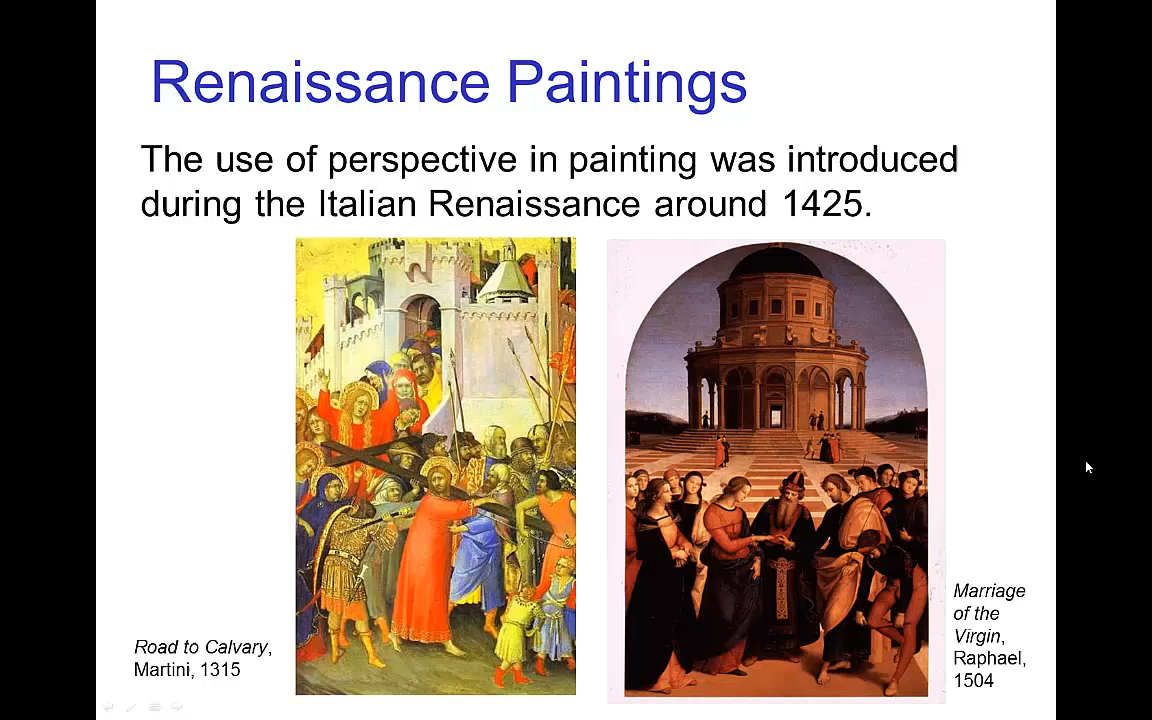 Renaissance Paintings
The use of perspective in painting was introduced
during the Italian Renaissance around 1425.
Road to Calvary,
Martini, 1315
Marriage
of the
Virgin,
Raphael,
1504